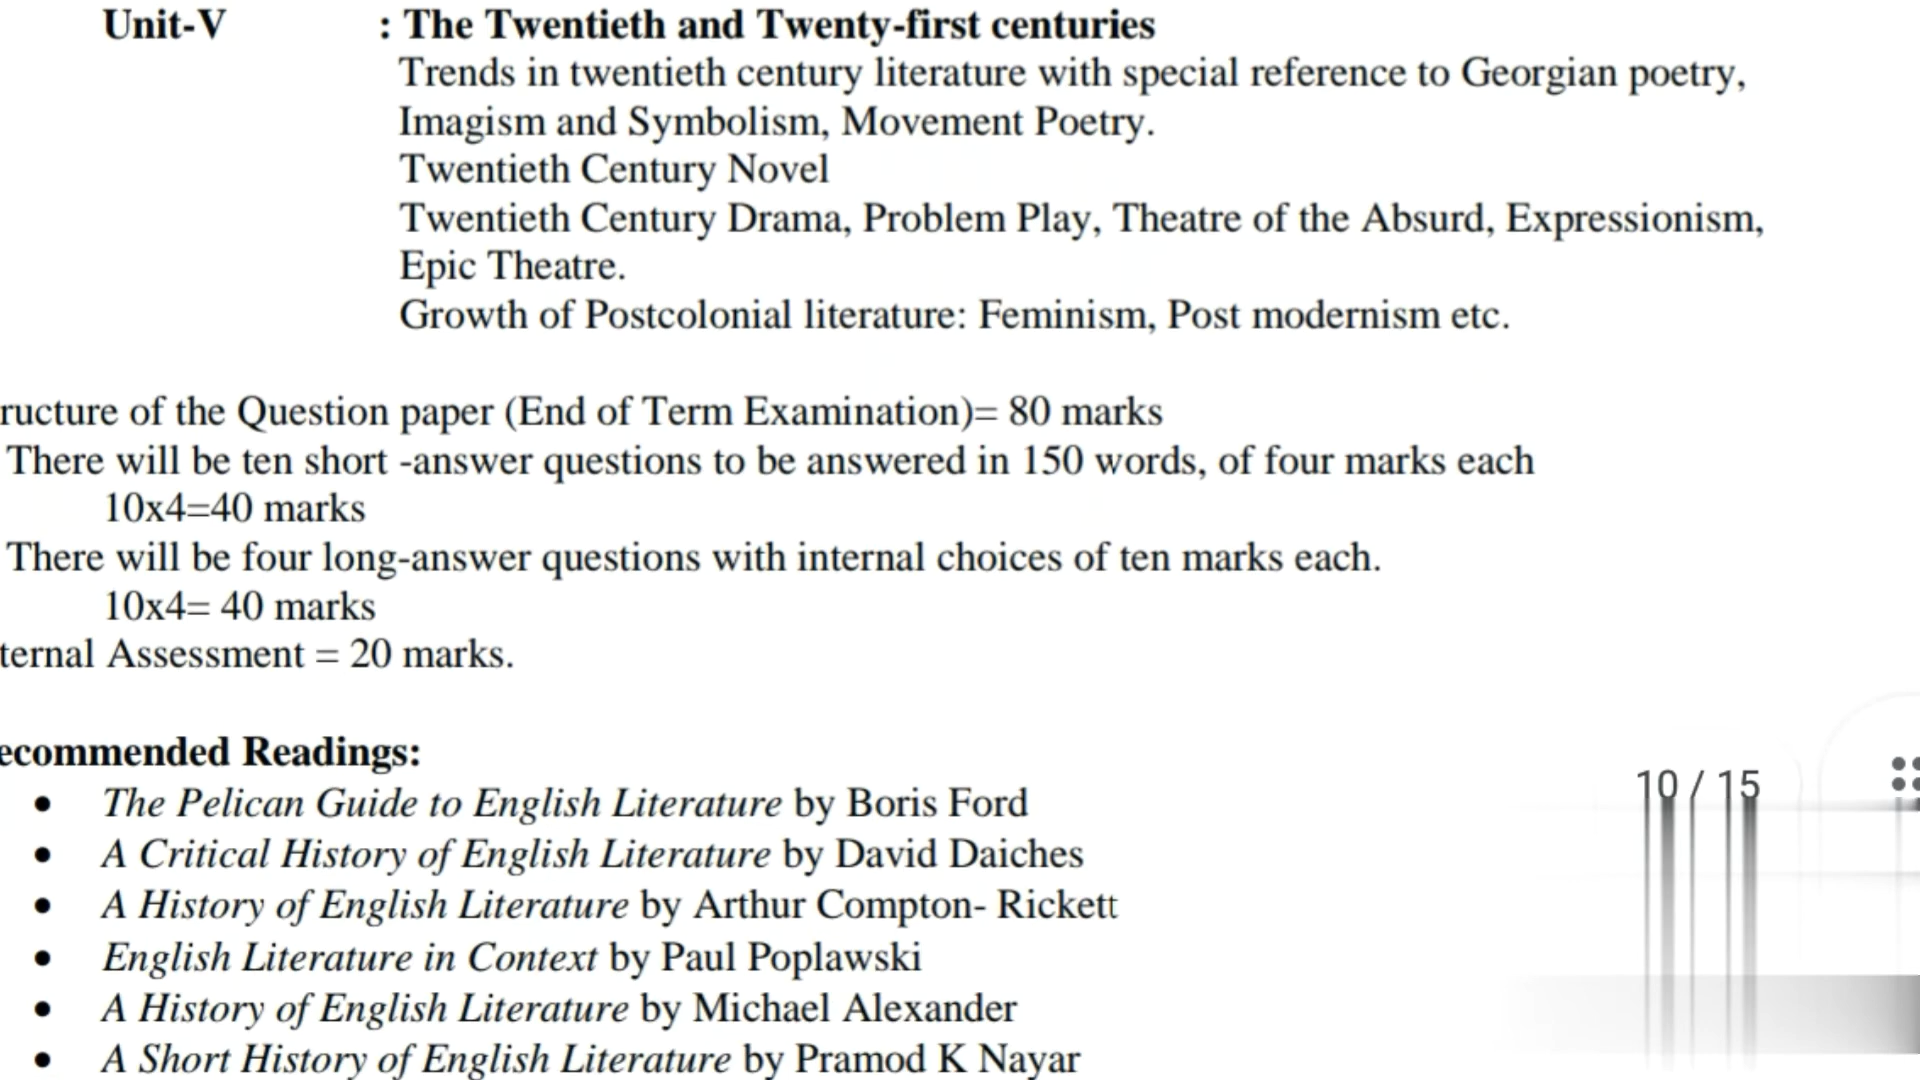 Unit-V : The Twentieth and Twenty-first centuries
Trends in twentieth century literature with special reference to Georgian poetry,
Imagism and Symbolism, Movement Poetry.
Twentieth Century Novel
Twentieth Century Drama, Problem Play, Theatre of the Absurd, Expressionism,
Epic Theatre.
Growth of Postcolonial literature: Feminism, Post modernism etc.
ructure of the Question paper (End of Term Examination)= 80 marks
There will be ten short -answer questions to be answered in 150 words, of four marks each
10x4=40 marks
There will be four long-answer questions with internal choices of ten marks each.
10x4= 40 marks
ternal Assessment = 20 marks.
ecommended Readings:
• The Pelican Guide to English Literature by Boris Ford
• A Critical History of English Literature by David Daiches
• A History of English Literature by Arthur Compton- Rickett
• English Literature in Context by Paul Poplawski
• A History of English Literature by Michael Alexander
• A Short History of English Literature by Pramod K Nayar
10 / 15